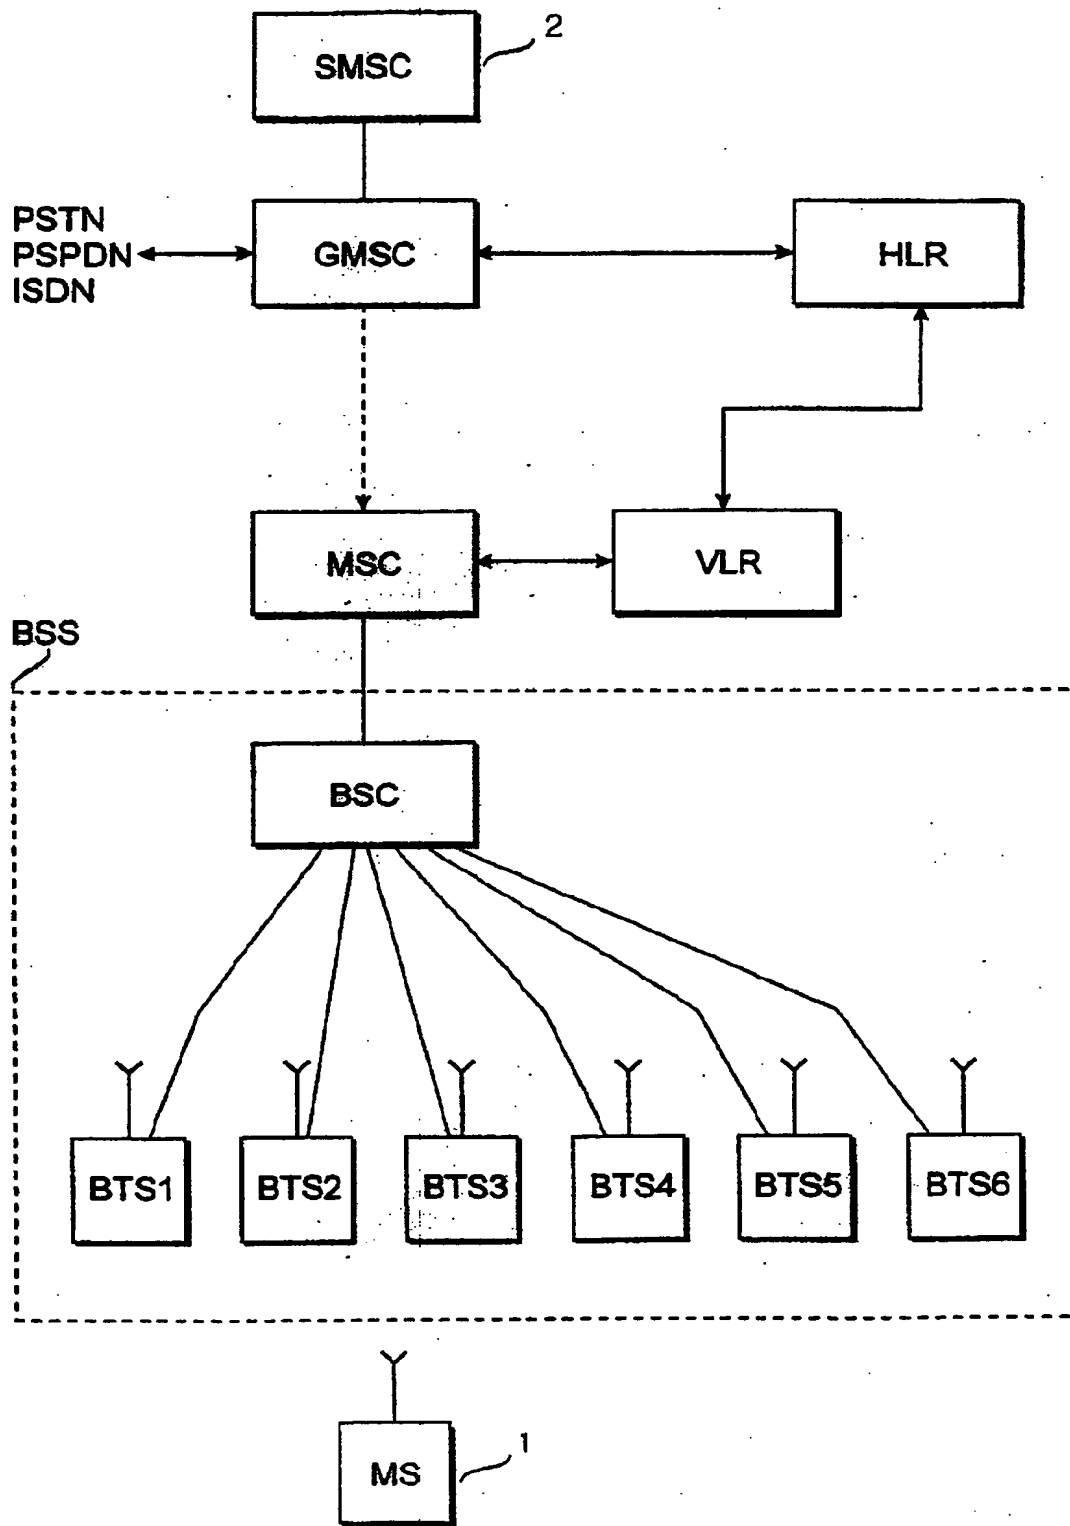 2
SMSC
PSTN
PSPDN
ISDN
GMSC
HLR
MSC
VLR
BSS
BSC
BTS1
BTS2
BTS3
BTS4
BTS5
BTS6
MS
1